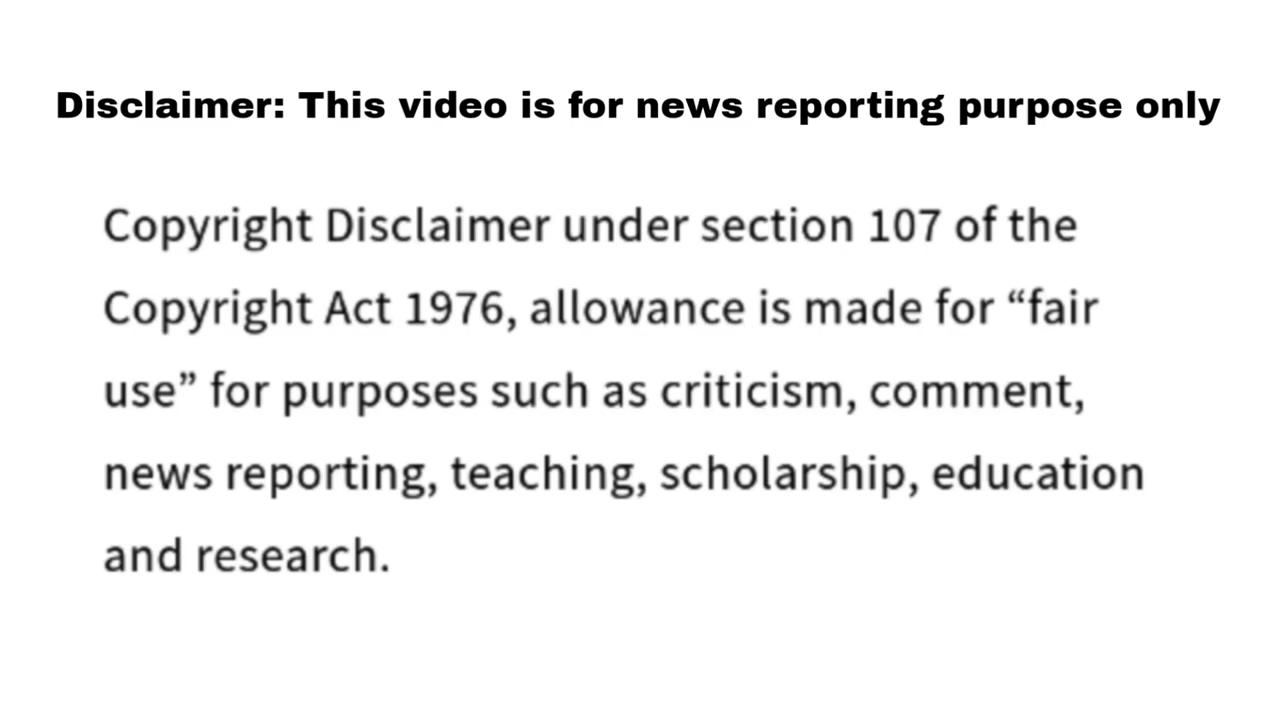 Disclaimer: This video is for news reporting purpose only
Copyright Disclaimer under section 107 of the
Copyright Act 1976, allowance is made for “fair
use” for purposes such as criticism, comment,
news reporting, teaching, scholarship, education
and research.